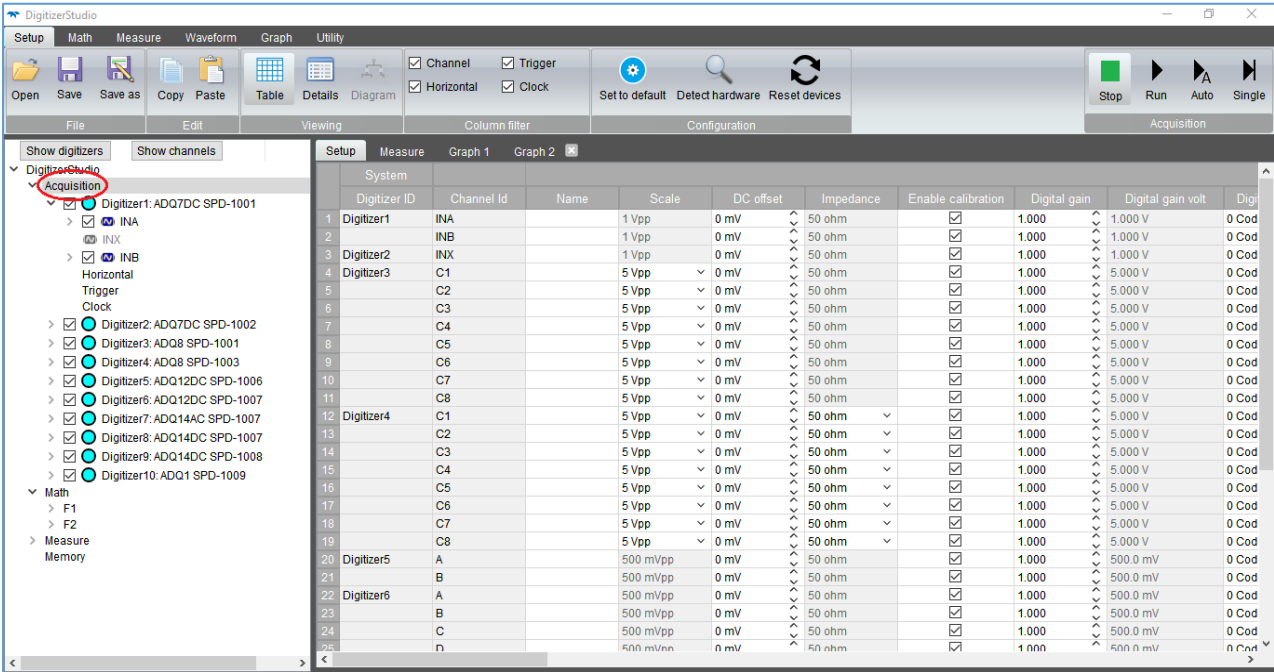 DigitizerStudio
Setup Math Measure Waveform Graph Utility
Open Save Save as Copy Paste Table Details Diagram
Channel Trigger
Horizontal Clock
Set to default Detect hardware Reset devices
Stop Run Auto Single
File Edit Viewing Column filter Configuration Acquisition
Show digitizers Show channels
DigitizerStudio
Acquisition
Digitizer1: ADQ7DC SPD-1001
INA
INX
INB
Horizontal
Trigger
Clock
Digitizer2: ADQ7DC SPD-1002
Digitizer3: ADQ8 SPD-1001
Digitizer4: ADQ8 SPD-1003
Digitizer5: ADQ12DC SPD-1006
Digitizer6: ADQ12DC SPD-1007
Digitizer7: ADQ14AC SPD-1007
Digitizer8: ADQ14DC SPD-1007
Digitizer9: ADQ14DC SPD-1008
Digitizer10: ADQ1 SPD-1009
Math
F1
F2
Measure
Memory
Setup Measure Graph 1 Graph 2
System
Digitizer ID Channel Id Name Scale DC offset Impedance Enable calibration Digital gain Digital gain volt Digi
1 Digitizer1 INA 1 Vpp 0 mV 50 ohm 1.000 1.000 V 0 Cod
2 INB 1 Vpp 0 mV 50 ohm 1.000 1.000 V 0 Cod
3 Digitizer2 INX 1 Vpp 0 mV 50 ohm 1.000 1.000 V 0 Cod
4 Digitizer3 C1 5 Vpp 0 mV 50 ohm 1.000 5.000 V 0 Cod
5 C2 5 Vpp 0 mV 50 ohm 1.000 5.000 V 0 Cod
6 C3 5 Vpp 0 mV 50 ohm 1.000 5.000 V 0 Cod
7 C4 5 Vpp 0 mV 50 ohm 1.000 5.000 V 0 Cod
8 C5 5 Vpp 0 mV 50 ohm 1.000 5.000 V 0 Cod
9 C6 5 Vpp 0 mV 50 ohm 1.000 5.000 V 0 Cod
10 C7 5 Vpp 0 mV 50 ohm 1.000 5.000 V 0 Cod
11 C8 5 Vpp 0 mV 50 ohm 1.000 5.000 V 0 Cod
12 Digitizer4 C1 5 Vpp 0 mV 50 ohm 1.000 5.000 V 0 Cod
13 C2 5 Vpp 0 mV 50 ohm 1.000 5.000 V 0 Cod
14 C3 5 Vpp 0 mV 50 ohm 1.000 5.000 V 0 Cod
15 C4 5 Vpp 0 mV 50 ohm 1.000 5.000 V 0 Cod
16 C5 5 Vpp 0 mV 50 ohm 1.000 5.000 V 0 Cod
17 C6 5 Vpp 0 mV 50 ohm 1.000 5.000 V 0 Cod
18 C7 5 Vpp 0 mV 50 ohm 1.000 5.000 V 0 Cod
19 C8 5 Vpp 0 mV 50 ohm 1.000 5.000 V 0 Cod
20 Digitizer5 A 500 mVpp 0 mV 50 ohm 1.000 500.0 mV 0 Cod
21 B 500 mVpp 0 mV 50 ohm 1.000 500.0 mV 0 Cod
22 Digitizer6 A 500 mVpp 0 mV 50 ohm 1.000 500.0 mV 0 Cod
23 B 500 mVpp 0 mV 50 ohm 1.000 500.0 mV 0 Cod
24 C 500 mVpp 0 mV 50 ohm 1.000 500.0 mV 0 Cod
25 D 500 mVpp 0 mV 50 ohm 1.000 500.0 mV 0 Cod